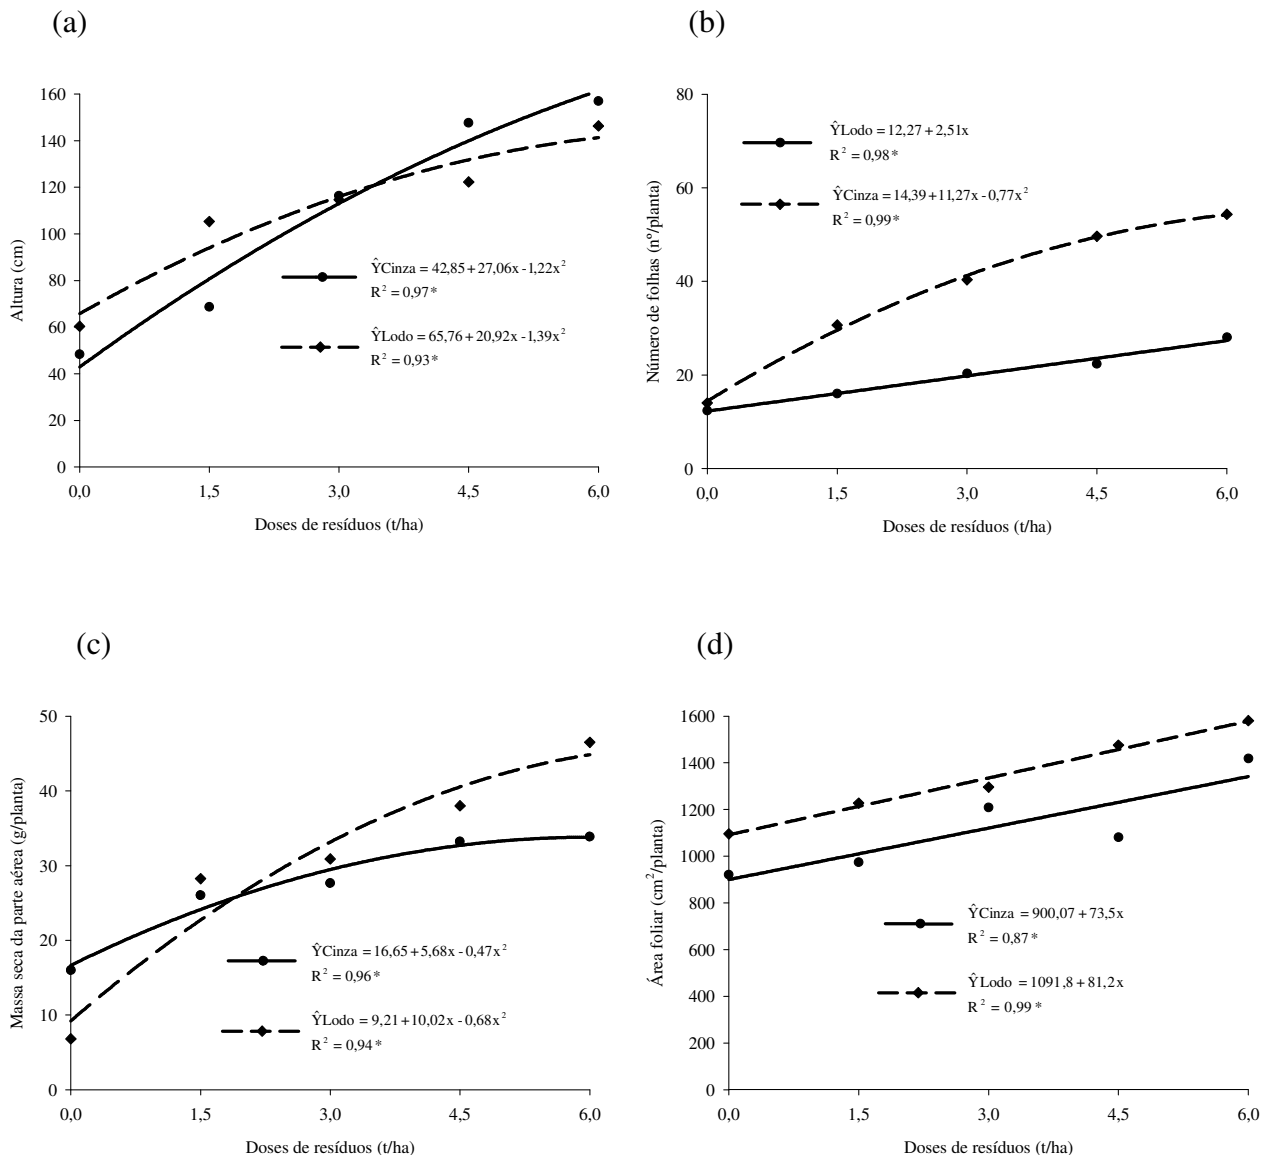 (a)
160
140
120
100
80
60
40
20
0
0,0
1,5
3,0
4,5
6,0
Altura (cm)
Doses de resíduos (t/ha)
ŶCinza = 42,85 + 27,06x - 1,22x²
R² = 0,97 *
ŶLodo = 65,76 + 20,92x - 1,39x²
R² = 0,93 *
(b)
80
60
40
20
0
0,0
1,5
3,0
4,5
6,0
Número de folhas (nº/planta)
Doses de resíduos (t/ha)
ŶLodo = 12,27 + 2,51x
R² = 0,98 *
ŶCinza = 14,39 + 11,27x - 0,77x²
R² = 0,99 *
(c)
50
40
30
20
10
0
0,0
1,5
3,0
4,5
6,0
Massa seca da parte aérea (g/planta)
Doses de resíduos (t/ha)
ŶCinza = 16,65 + 5,68x - 0,47x²
R² = 0,96 *
ŶLodo = 9,21 + 10,02x - 0,68x²
R² = 0,94 *
(d)
1600
1400
1200
1000
800
600
400
200
0
0,0
1,5
3,0
4,5
6,0
Área foliar (cm²/planta)
Doses de resíduos (t/ha)
ŶCinza = 900,07 + 73,5x
R² = 0,87 *
ŶLodo = 1091,8 + 81,2x
R² = 0,99 *